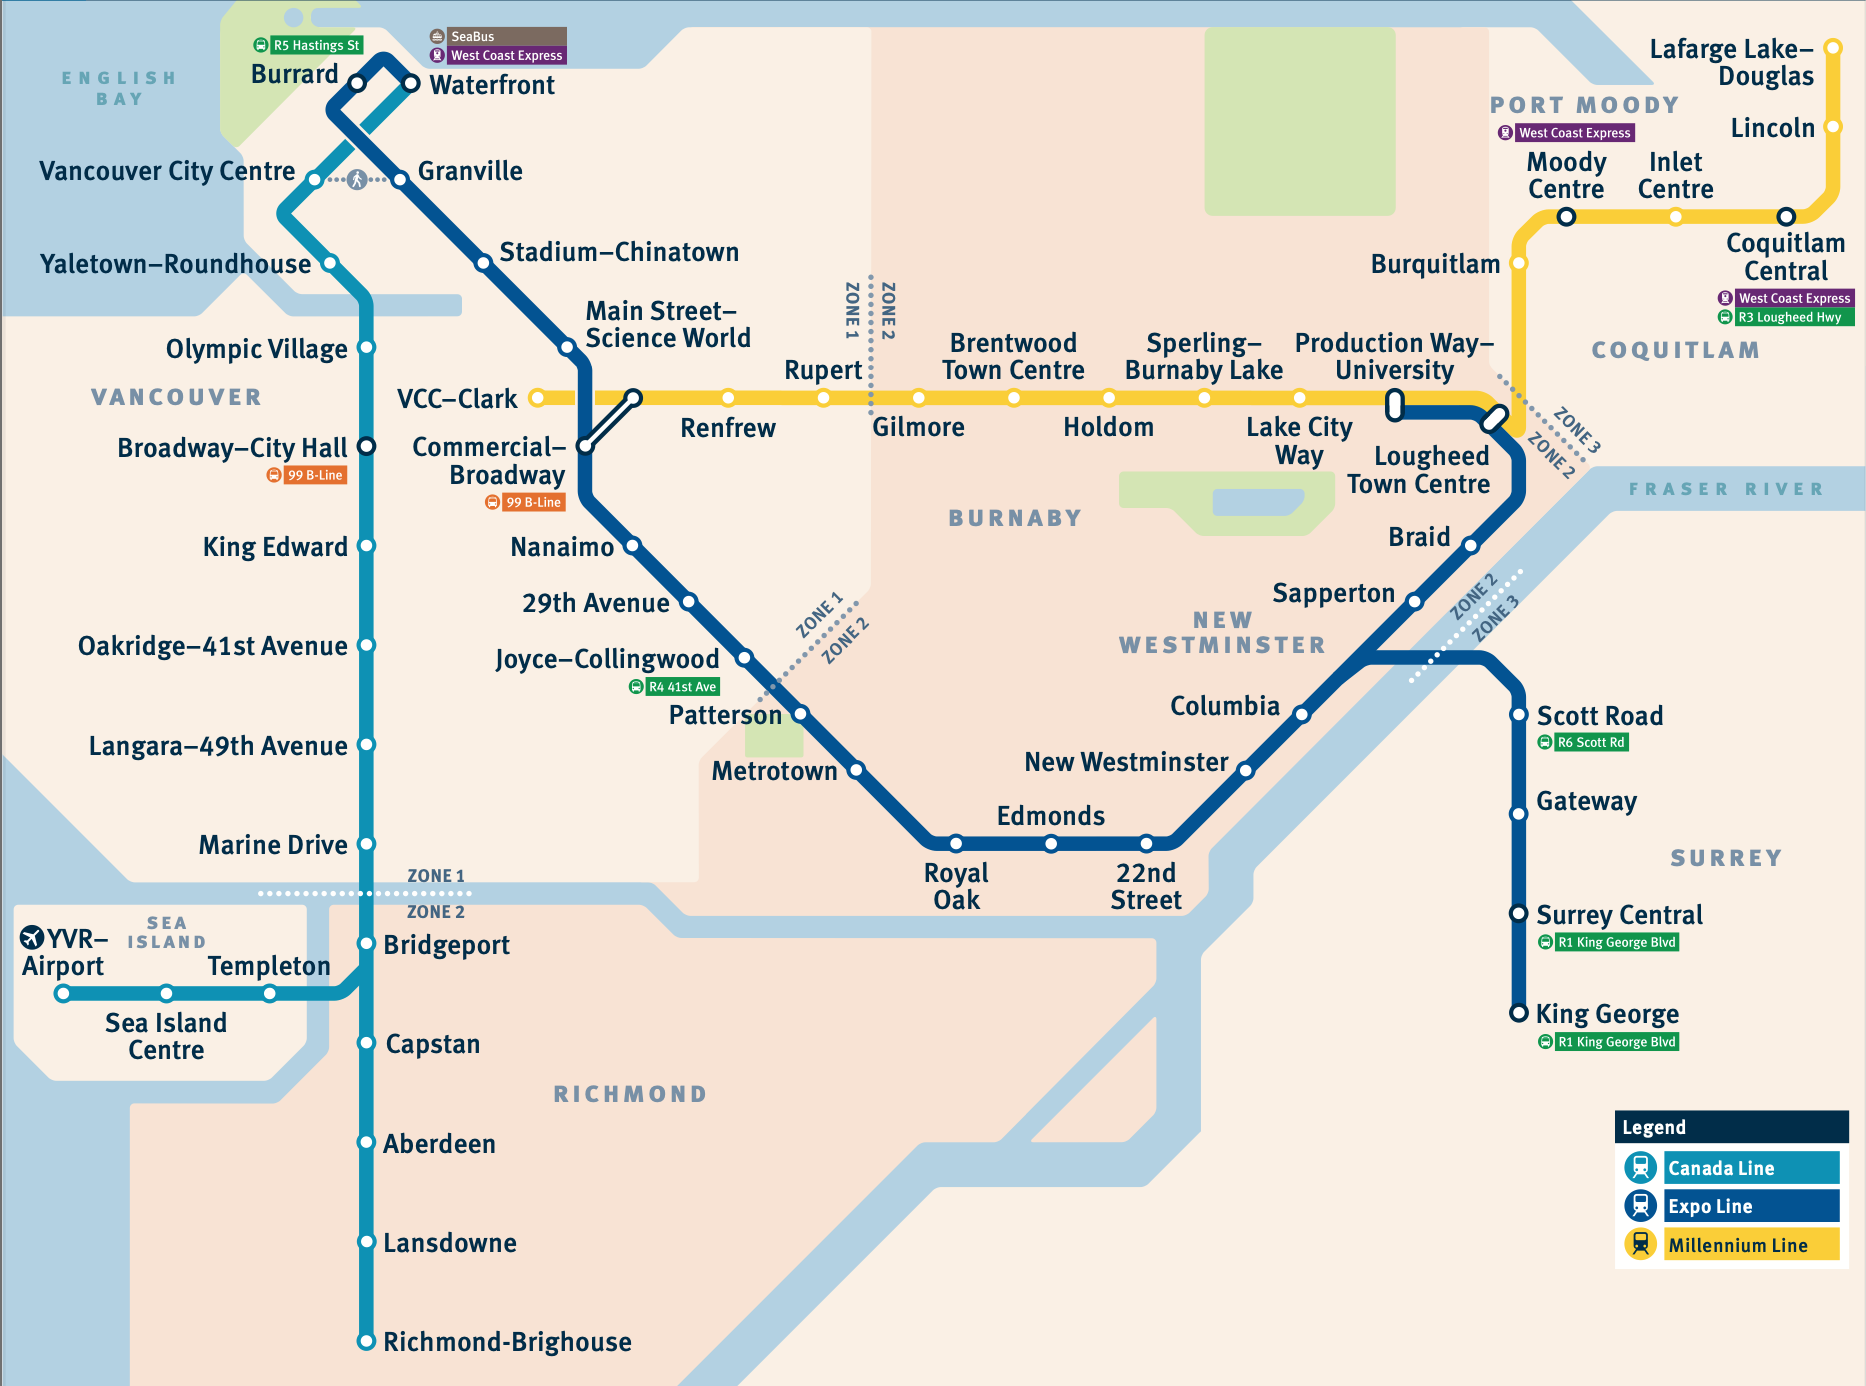 R5 Hastings St
Burrard
SeaBus
West Coast Express
Waterfront
ENGLISH
BAY
Vancouver City Centre
Granville
Yaletown–Roundhouse
Stadium–Chinatown
Main Street–
Science World
Olympic Village
VANCOUVER
VCC–Clark
Broadway–City Hall
99 B-Line
Commercial–
Broadway
99 B-Line
Renfrew
Rupert
ZONE 1
ZONE 2
Gilmore
Brentwood
Town Centre
Holdom
Sperling–
Burnaby Lake
Lake City
Way
Production Way–
University
Lougheed
Town Centre
Burquitlam
Lafarge Lake–
Douglas
Lincoln
PORT MOODY
West Coast Express
Moody
Centre
Inlet
Centre
Coquitlam
Central
West Coast Express
R3 Lougheed Hwy
COQUITLAM
ZONE 3
ZONE 2
FRASER RIVER
BURNABY
Braid
Sapperton
ZONE 2
ZONE 3
NEW
WESTMINSTER
King Edward
Nanaimo
29th Avenue
ZONE 1
ZONE 2
Oakridge–41st Avenue
Joyce–Collingwood
R4 41st Ave
Patterson
Columbia
Langara–49th Avenue
Metrotown
New Westminster
Edmonds
Royal
Oak
22nd
Street
Scott Road
R6 Scott Rd
Gateway
SURREY
Surrey Central
R1 King George Blvd
King George
R1 King George Blvd
Marine Drive
ZONE 1
ZONE 2
SEA
ISLAND
YVR–
Airport
Templeton
Bridgeport
Sea Island
Centre
Capstan
RICHMOND
Aberdeen
Lansdowne
Richmond-Brighouse
Legend
Canada Line
Expo Line
Millennium Line